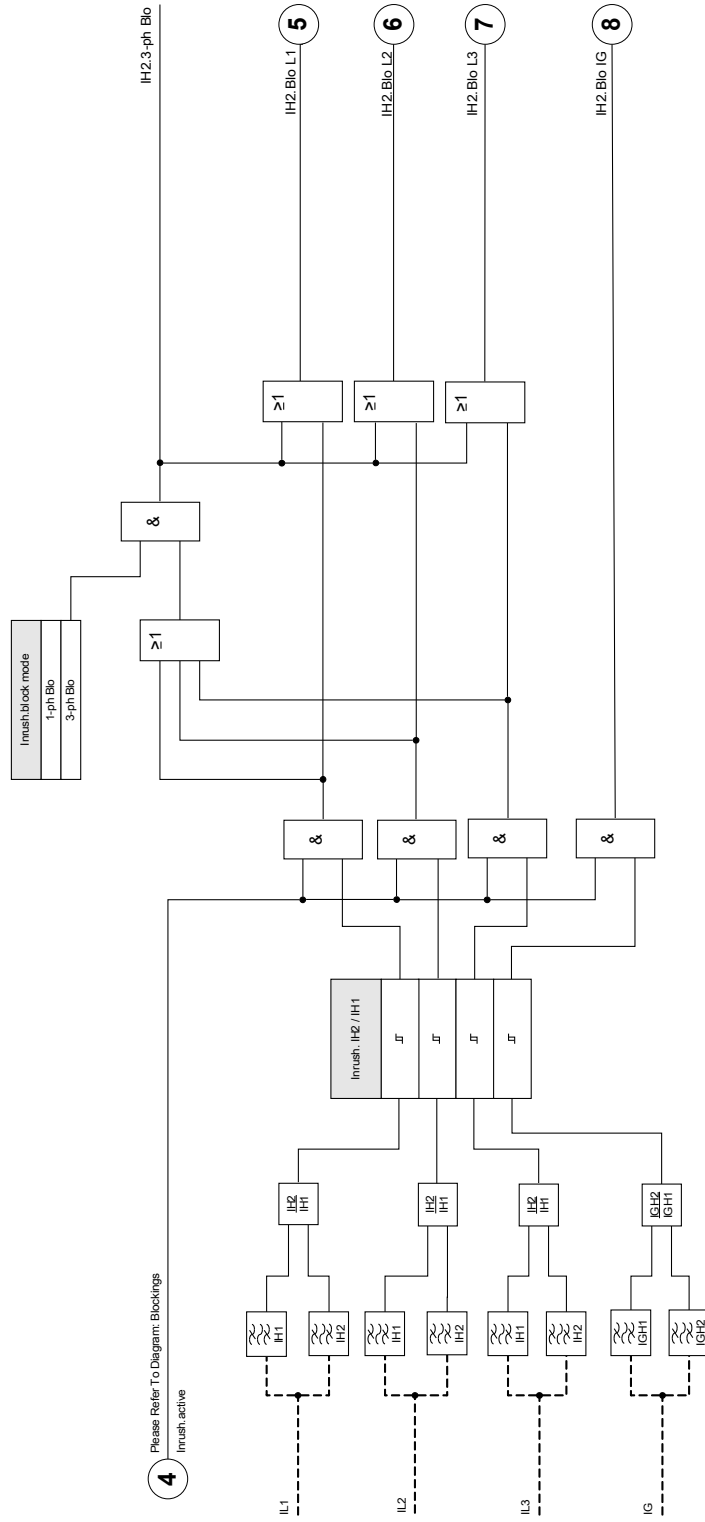 4
Please Refer To Diagram: Blockings
Inrush.active
IL1
IL2
IL3
IG
IH1
IH2
IH1
IH2
IH1
IH2
IGH1
IGH2
IH2
IH1
IH2
IH1
IH2
IH1
IGH2
IGH1
Inrush. IH2 / IH1
&
&
&
&
Inrush.block mode
1-ph Blo
3-ph Blo
≥1
&
≥1
≥1
≥1
IH2.3-ph Blo
IH2.Blo L1
5
IH2.Blo L2
6
IH2.Blo L3
7
IH2.Blo IG
8